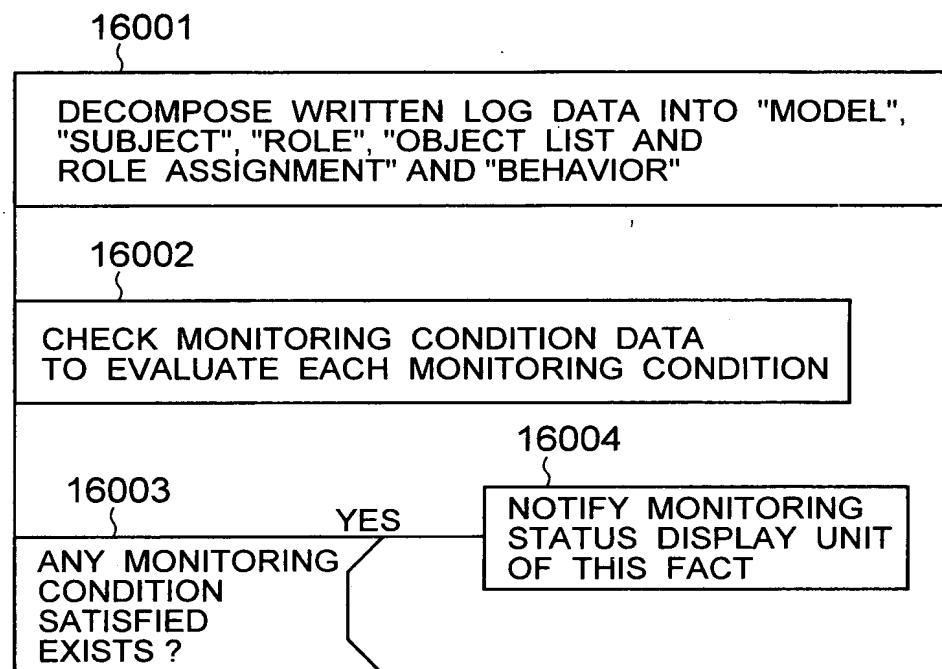 16001
DECOMPOSE WRITTEN LOG DATA INTO "MODEL",
"SUBJECT", "ROLE", "OBJECT LIST AND
ROLE ASSIGNMENT" AND "BEHAVIOR"
16002
CHECK MONITORING CONDITION DATA
TO EVALUATE EACH MONITORING CONDITION
16003
YES
ANY MONITORING
CONDITION
SATISFIED
EXISTS ?
16004
NOTIFY MONITORING
STATUS DISPLAY UNIT
OF THIS FACT